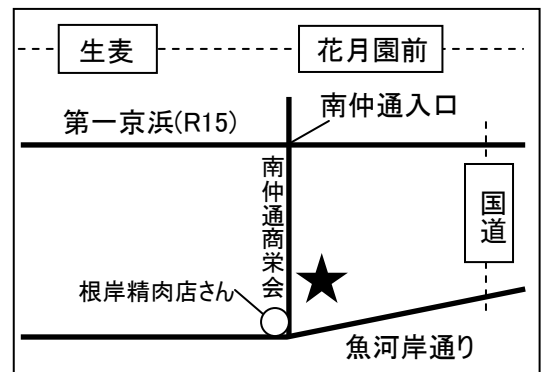 生麦
花月園前
南仲通入口
第一京浜(R15)
南仲通商栄会
国道
根岸精肉店さん
魚河岸通り